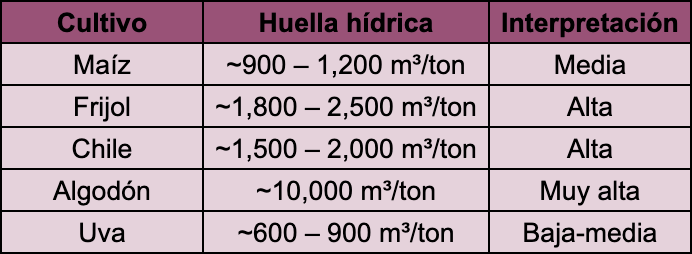 Cultivo Huella hídrica Interpretación
Maíz ~900 – 1,200 m³/ton Media
Frijol ~1,800 – 2,500 m³/ton Alta
Chile ~1,500 – 2,000 m³/ton Alta
Algodón ~10,000 m³/ton Muy alta
Uva ~600 – 900 m³/ton Baja-media